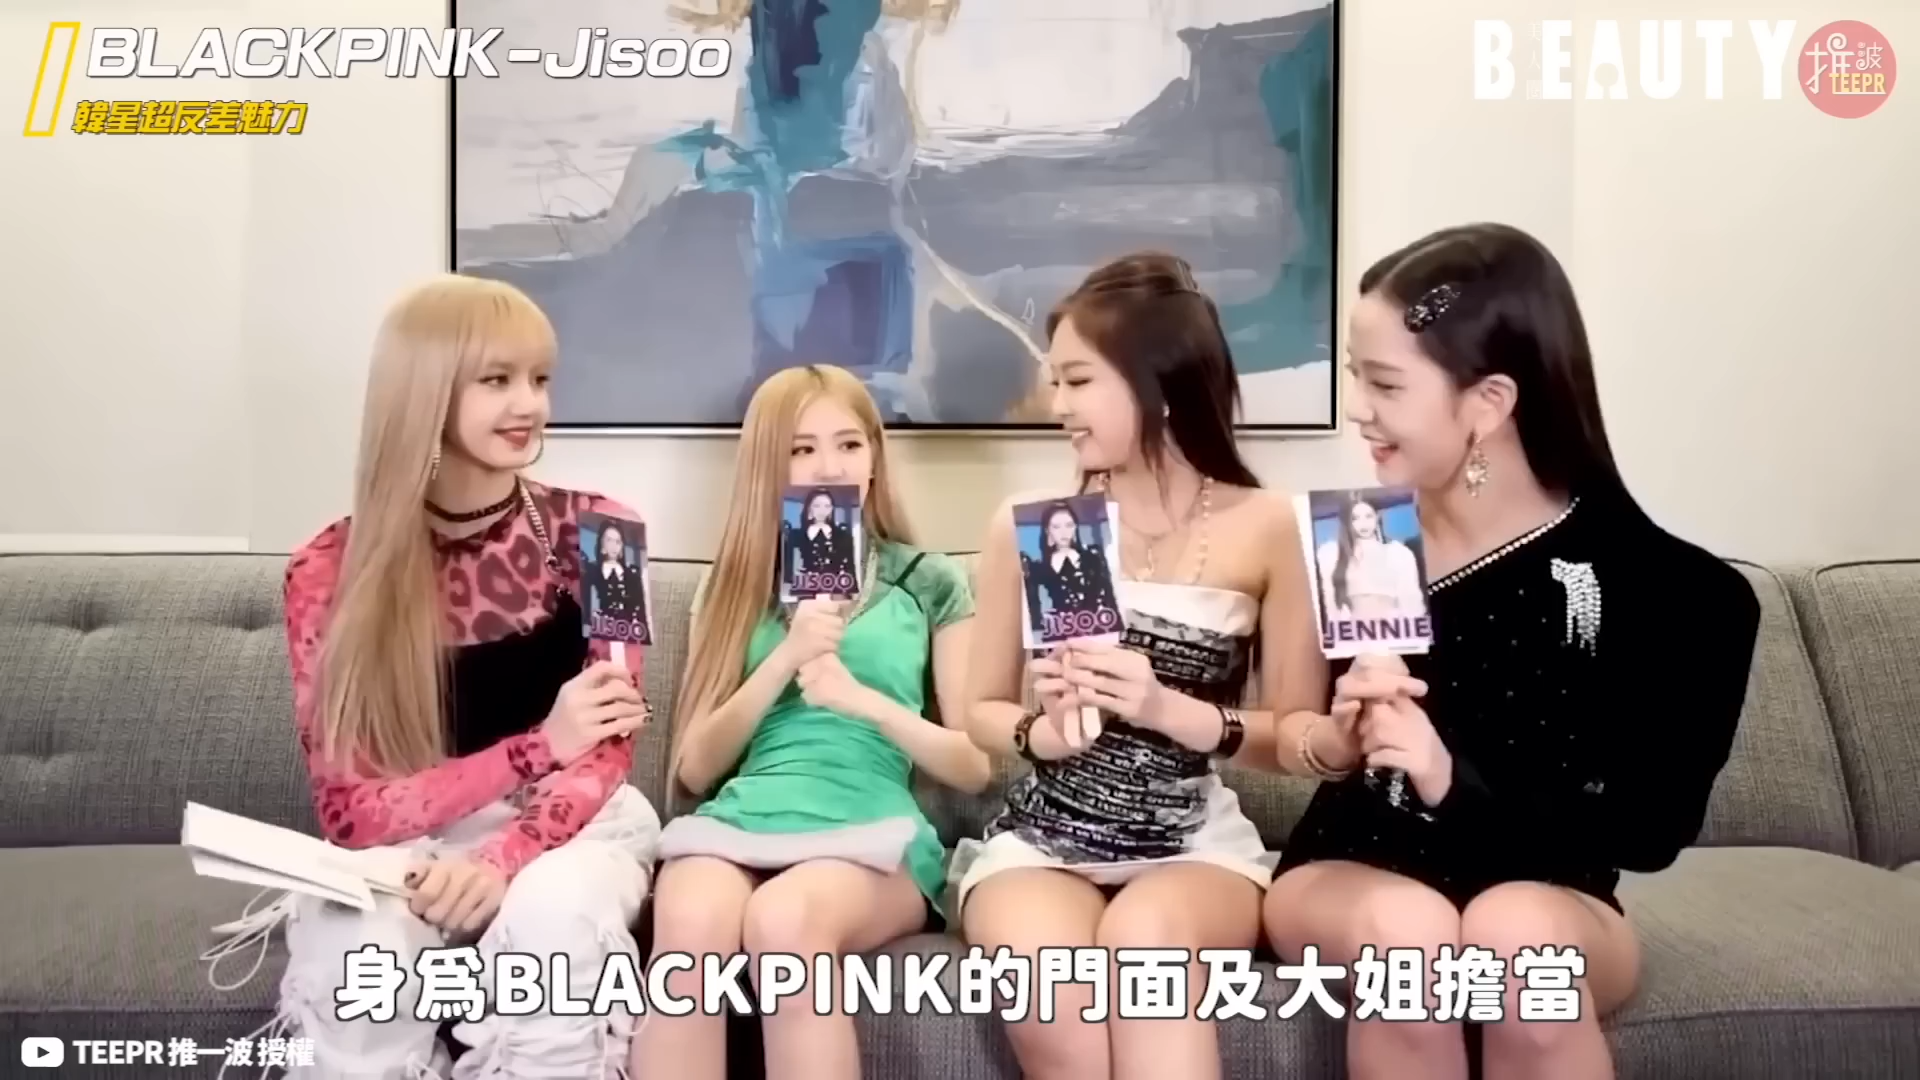 BLACKPINK-Jisoo
韓星超反差魅力
BEAUTY
推波
TEEPR
JISOO
JISOO
JISOO
JENNIE
身為BLACKPINK的門面及大姐擔當
TEEPR推一波授權